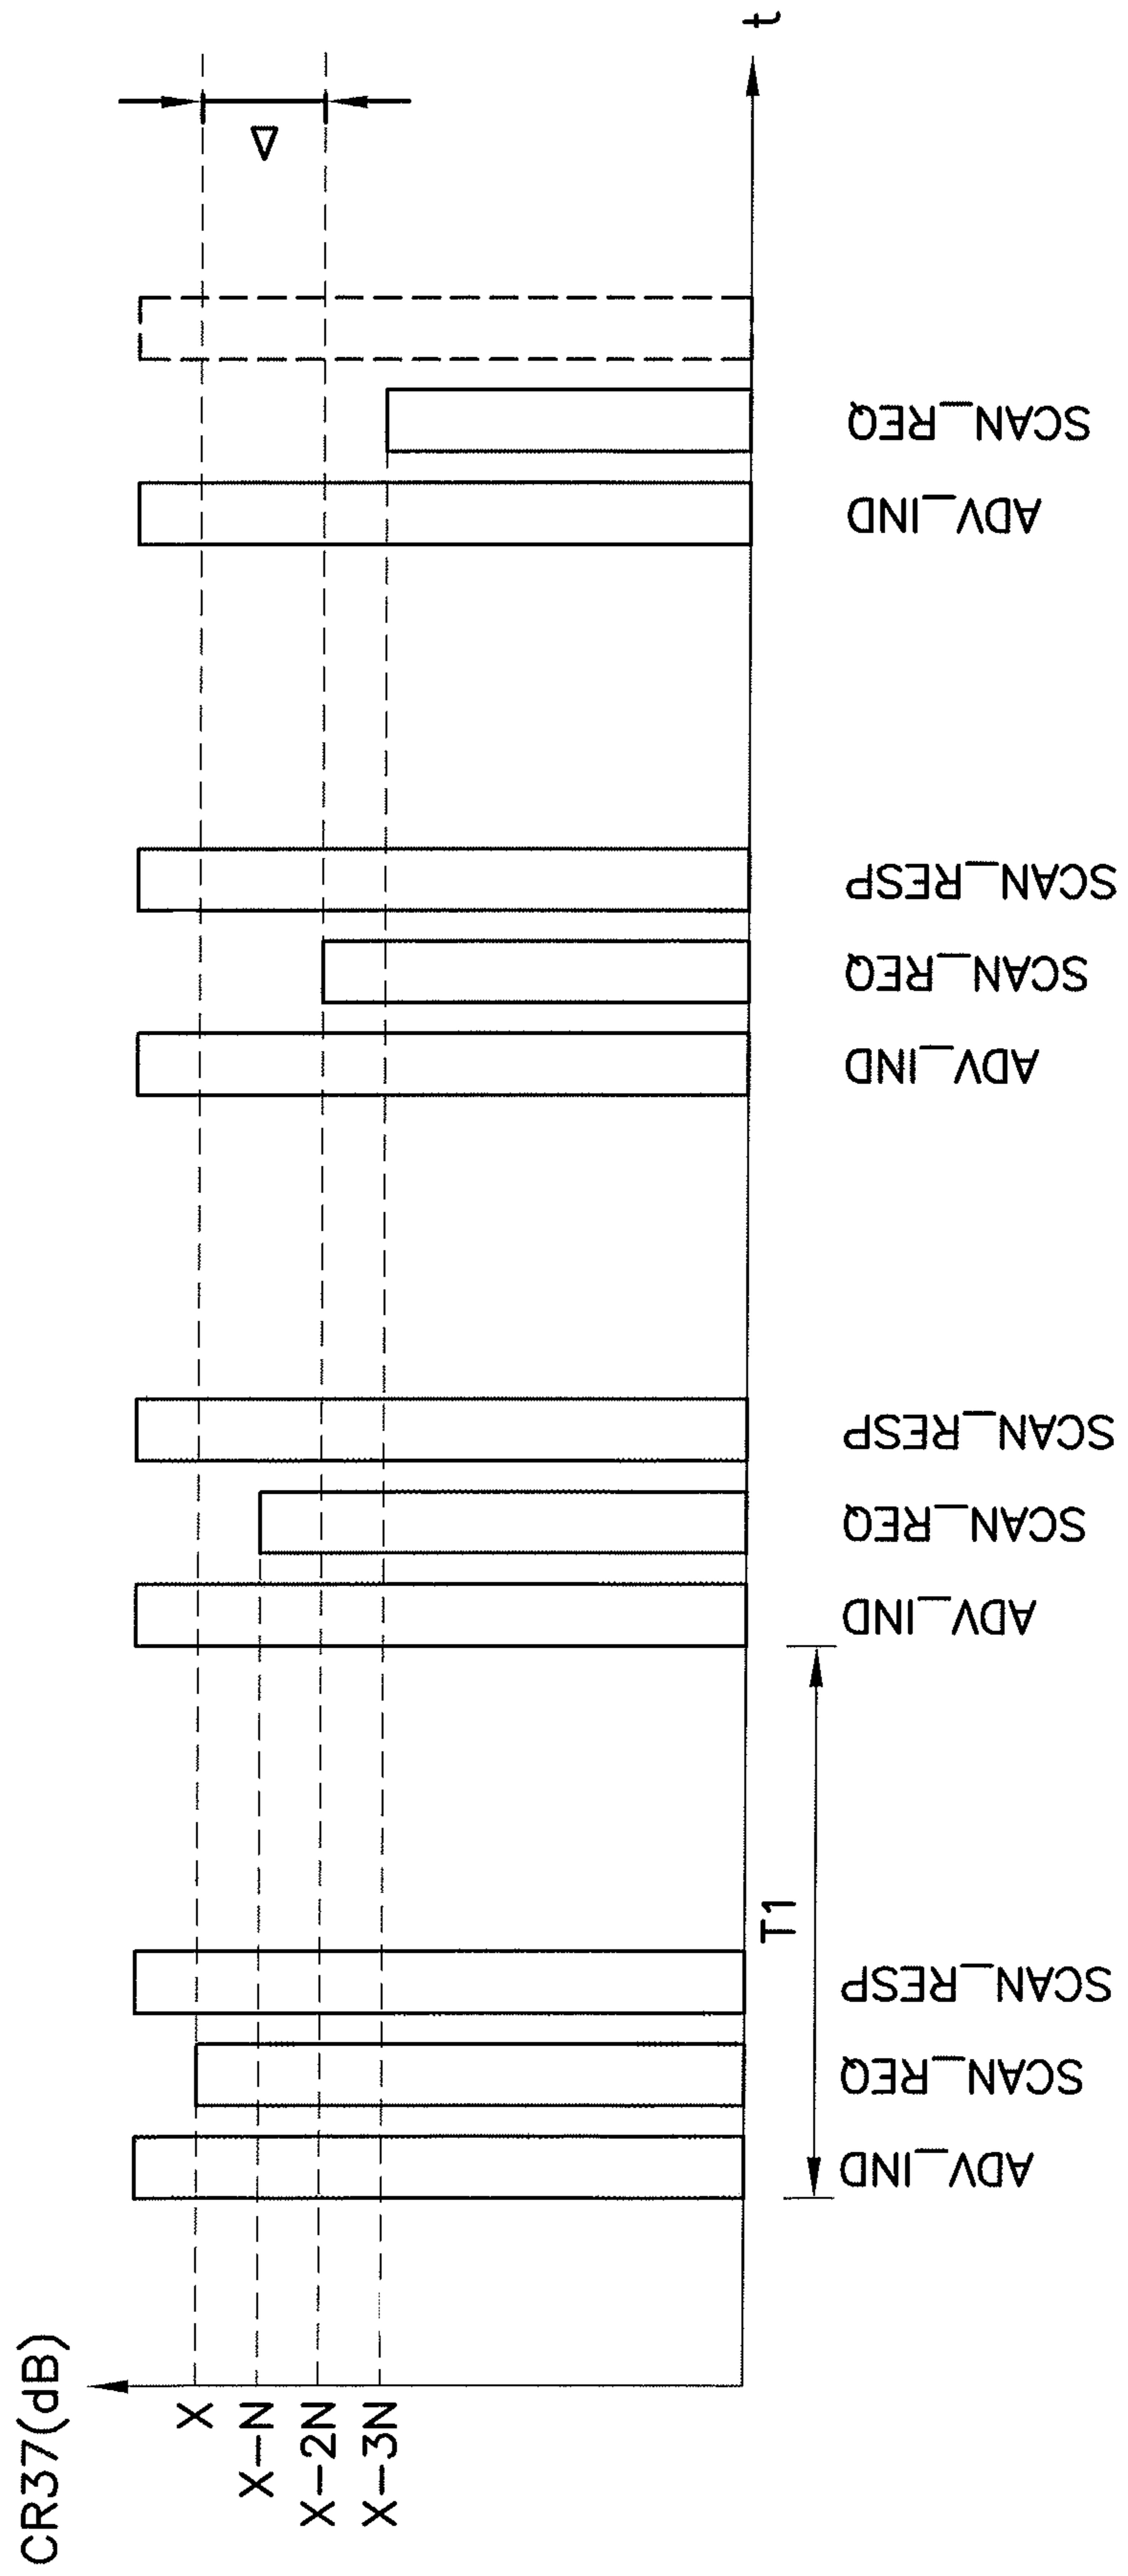 CR37(dB)
X
X-N
X-2N
X-3N
Δ
t
T1
ADV_IND
SCAN_REQ
SCAN_RESP
ADV_IND
SCAN_REQ
SCAN_RESP
ADV_IND
SCAN_REQ
SCAN_RESP
ADV_IND
SCAN_REQ